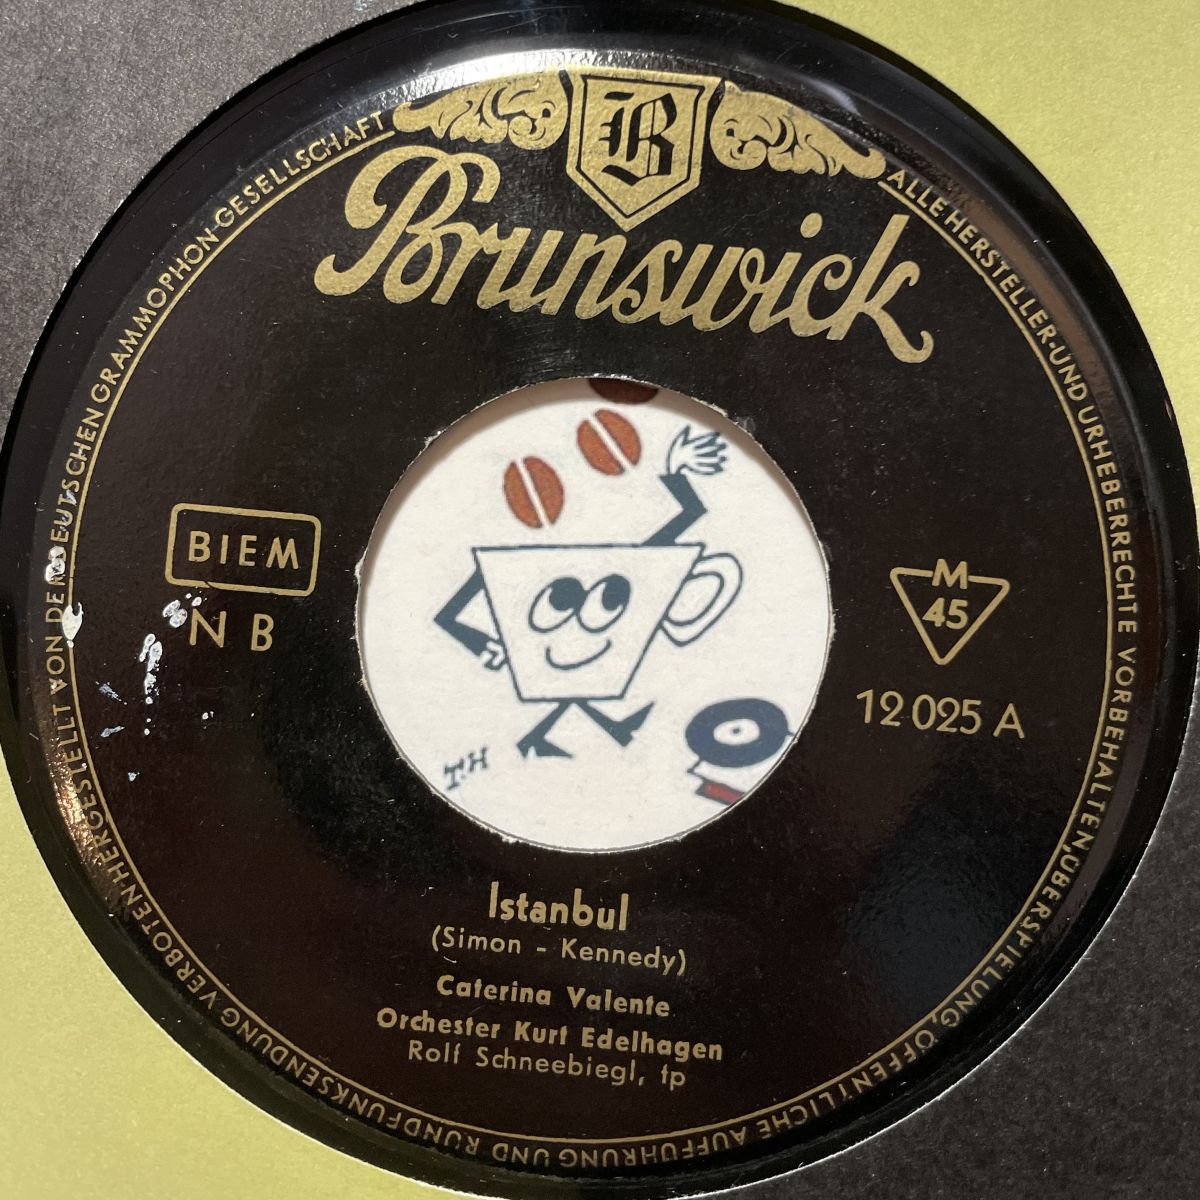 B
Brunswick
HERGESTELLT VON DER DEUTSCHEN GRAMMOPHON-GESELLSCHAFT
ALLE HERSTELLER-UND URHEBERRECHTE VORBEHALTEN, ÜBERSPIELUNG, ÖFFENTLICHE AUFFÜHRUNG UND RUNDFUNKSENDUNG VERBOTEN
BIEM
NB
M
45
12 025 A
T.H
Istanbul
(Simon - Kennedy)
Caterina Valente
Orchester Kurt Edelhagen
Rolf Schneebiegl, tp